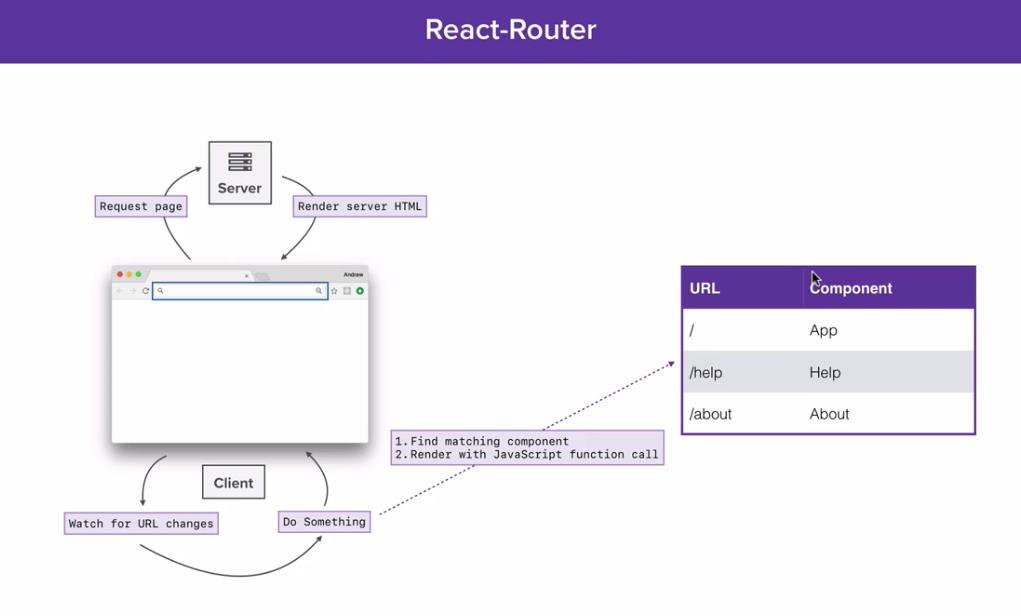 React-Router
Server
Request page
Render server HTML
Andrew
URL Component
/ App
/help Help
/about About
1. Find matching component
2. Render with JavaScript function call
Client
Watch for URL changes
Do Something